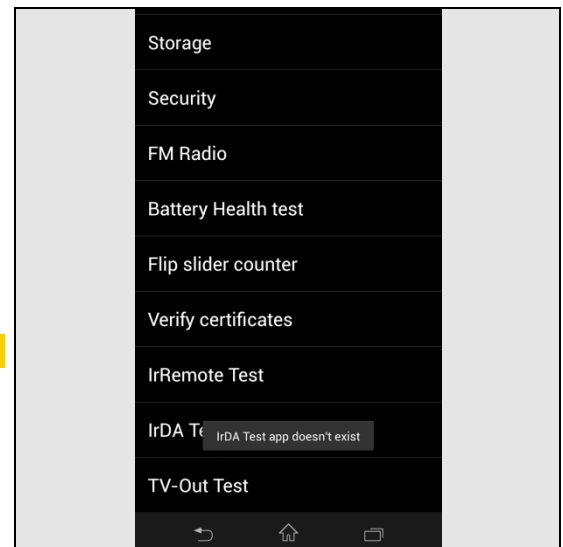 Storage
Security
FM Radio
Battery Health test
Flip slider counter
Verify certificates
IrRemote Test
IrDA Te
IrDA Test app doesn't exist
TV-Out Test